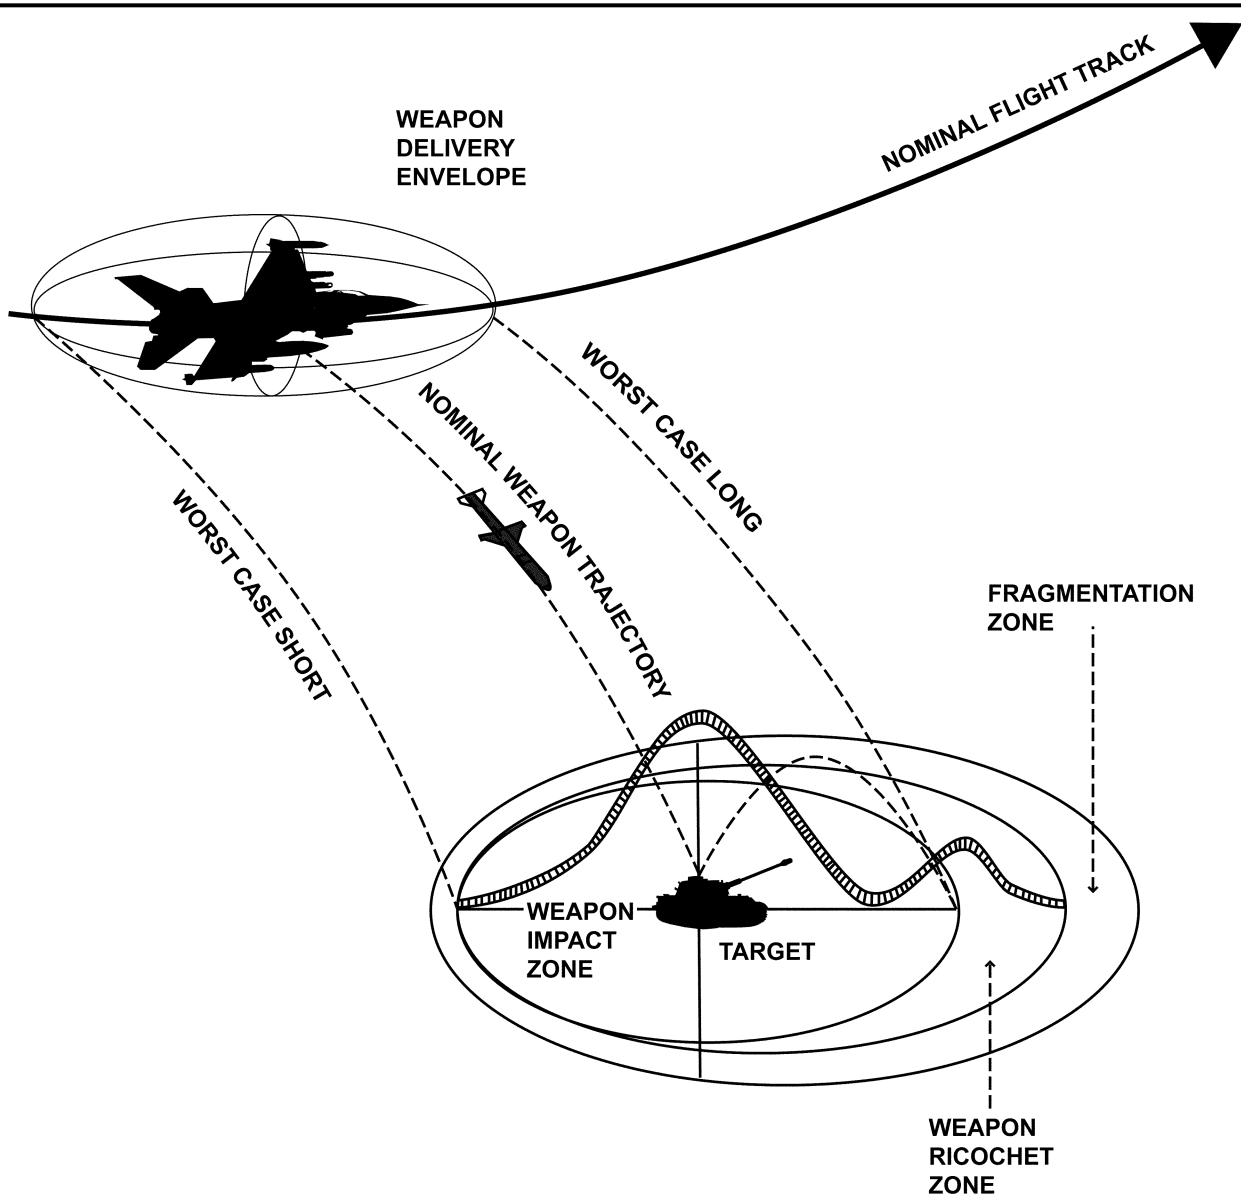 NOMINAL FLIGHT TRACK
WEAPON
DELIVERY
ENVELOPE
WORST CASE LONG
NOMINAL WEAPON TRAJECTORY
WORST CASE SHORT
FRAGMENTATION
ZONE
WEAPON
IMPACT
ZONE
TARGET
WEAPON
RICOCHET
ZONE